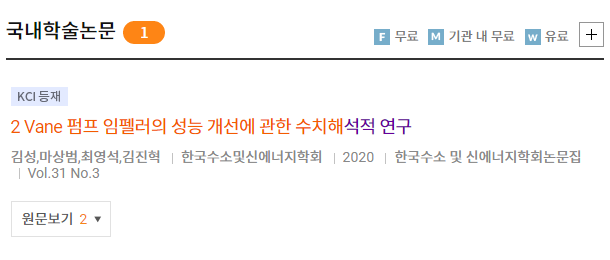 국내학술논문 1
F 무료 M 기관 내 무료 W 유료 +
KCI 등재
2 Vane 펌프 임펠러의 성능 개선에 관한 수치해석적 연구
김성,마상범,최영석,김진혁 | 한국수소및신에너지학회 | 2020 | 한국수소 및 신에너지학회논문집
| Vol.31 No.3
원문보기 2 ▼